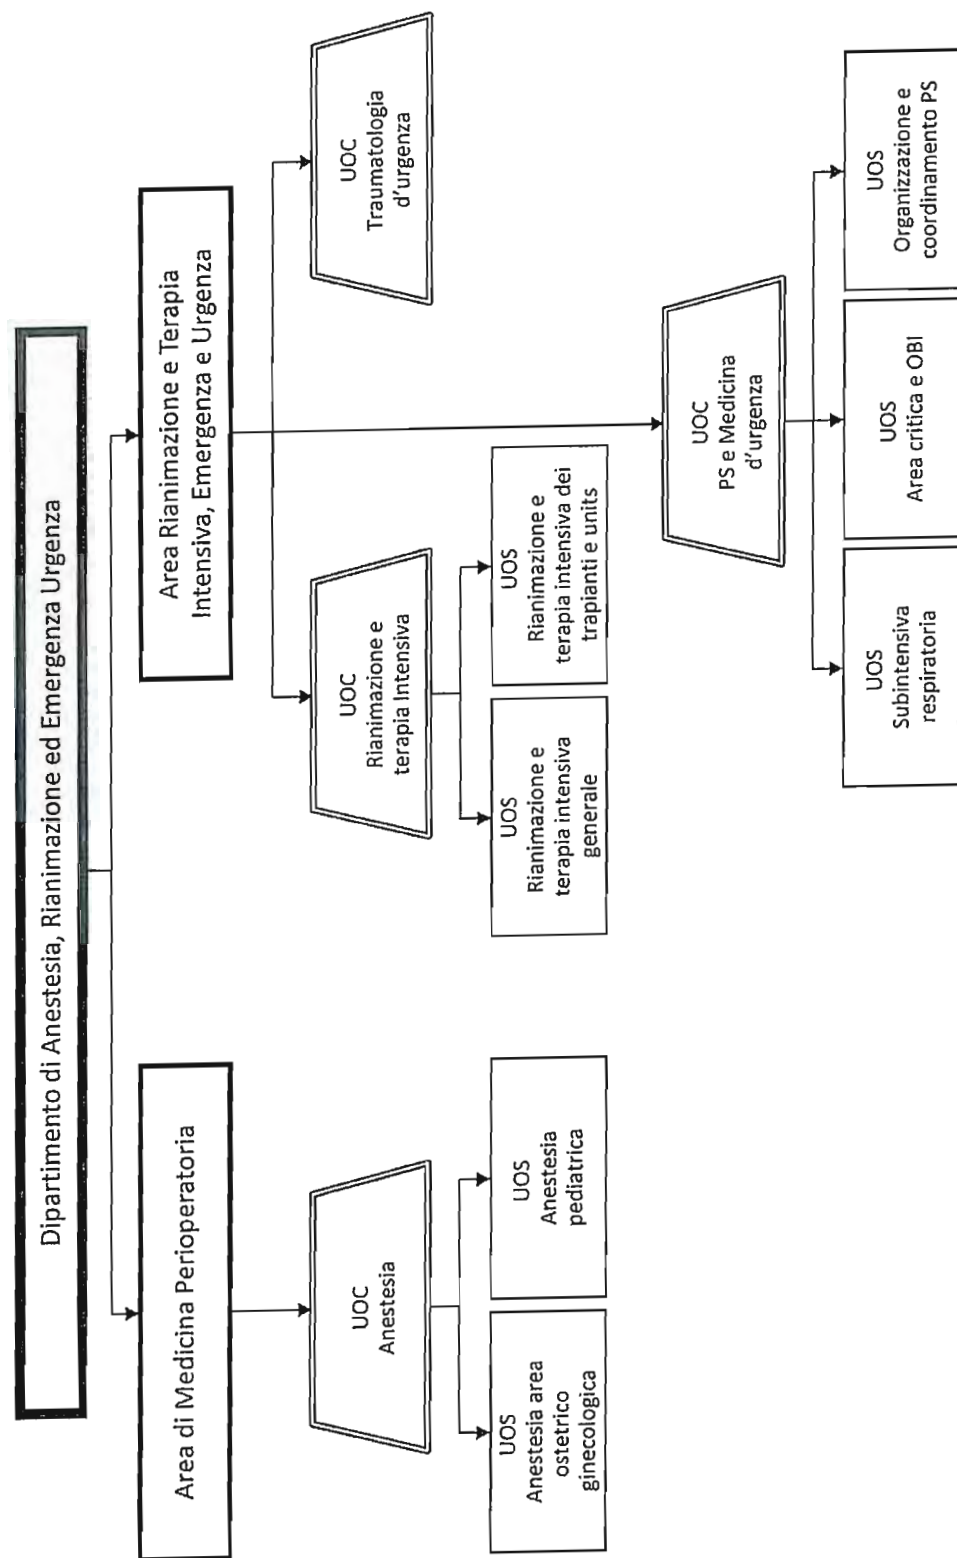 Dipartimento di Anestesia, Rianimazione ed Emergenza Urgenza
Area di Medicina Perioperatoria
Area Rianimazione e Terapia
Intensiva, Emergenza e Urgenza
UOC
Anestesia
UOC
Rianimazione e
terapia Intensiva
UOC
Traumatologia
d'urgenza
UOS
Anestesia area
ostetrico
ginecologica
UOS
Anestesia
pediatrica
UOS
Rianimazione e
terapia intensiva
generale
UOS
Rianimazione e
terapia intensiva dei
trapianti e units
UOC
PS e Medicina
d'urgenza
UOS
Subintensiva
respiratoria
UOS
Area critica e OBI
UOS
Organizzazione e
coordinamento PS